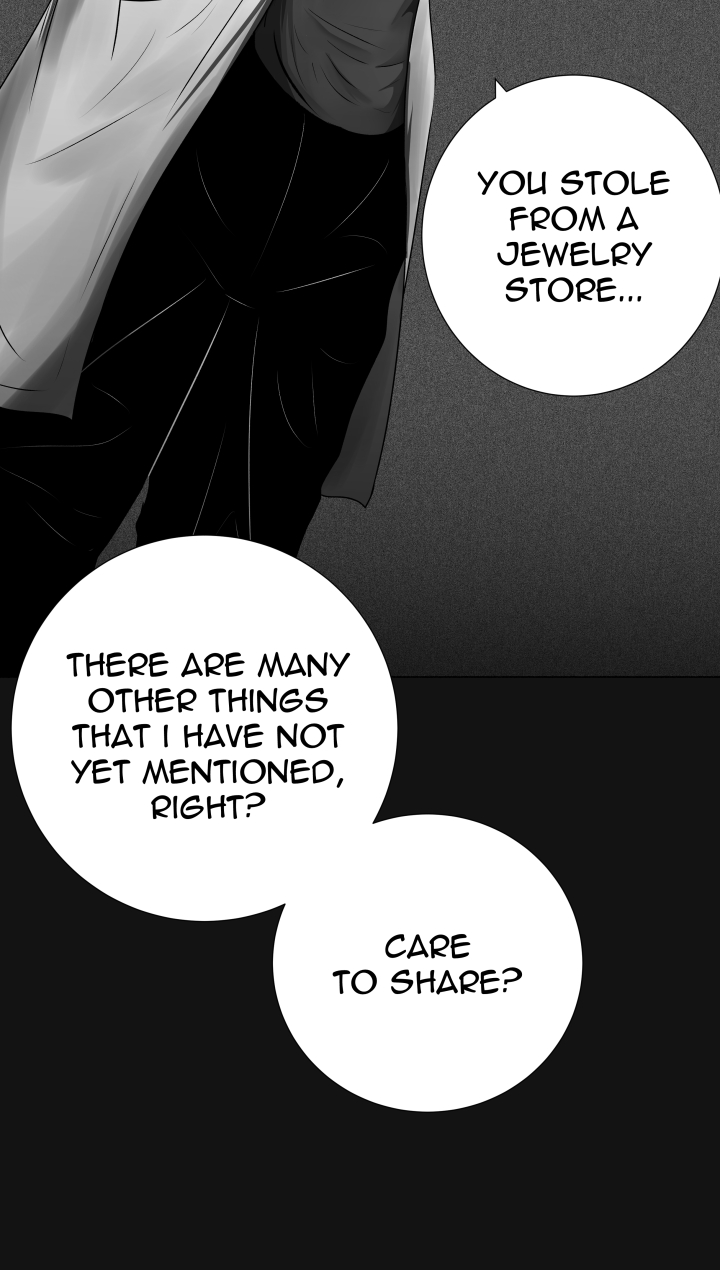 YOU STOLE
FROM A
JEWELRY
STORE...
THERE ARE MANY
OTHER THINGS
THAT I HAVE NOT
YET MENTIONED,
RIGHT?
CARE
TO SHARE?